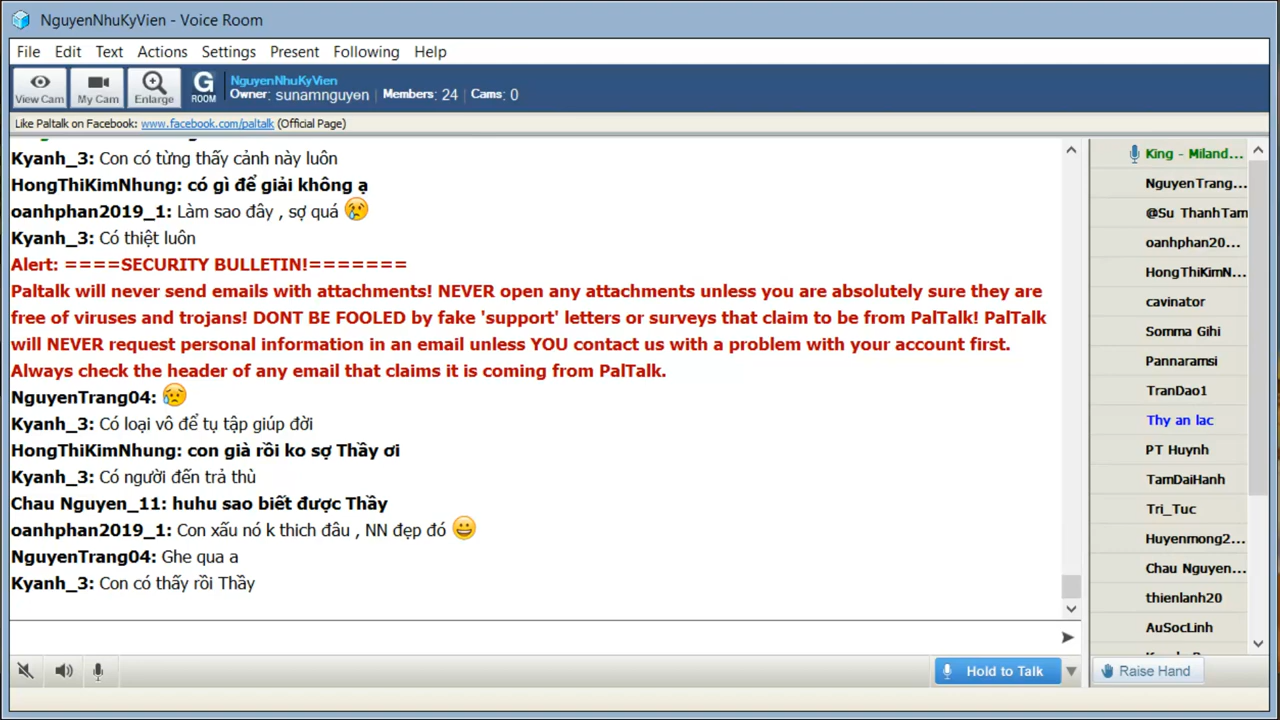 NguyenNhuKyVien - Voice Room
File Edit Text Actions Settings Present Following Help
View Cam
My Cam
Enlarge
G
ROOM
NguyenNhuKyVien
Owner: sunamnguyen | Members: 24 | Cams: 0
Like Paltalk on Facebook: www.facebook.com/paltalk (Official Page)
Kyanh_3: Con có từng thấy cảnh này luôn
HongThiKimNhung: có gì để giải không ạ
oanhphan2019_1: Làm sao đây , sợ quá
Kyanh_3: Có thiệt luôn
Alert: ====SECURITY BULLETIN!=======
Paltalk will never send emails with attachments! NEVER open any attachments unless you are absolutely sure they are
free of viruses and trojans! DONT BE FOOLED by fake 'support' letters or surveys that claim to be from PalTalk! PalTalk
will NEVER request personal information in an email unless YOU contact us with a problem with your account first.
Always check the header of any email that claims it is coming from PalTalk.
NguyenTrang04:
Kyanh_3: Có loại vô để tụ tập giúp đời
HongThiKimNhung: con già rồi ko sợ Thầy ơi
Kyanh_3: Có người đến trả thù
Chau Nguyen_11: huhu sao biết được Thầy
oanhphan2019_1: Con xấu nó k thich đâu , NN đẹp đó
NguyenTrang04: Ghe qua a
Kyanh_3: Con có thấy rồi Thầy
King - Miland...
NguyenTrang...
@Su ThanhTam
oanhphan20...
HongThiKimN...
cavinator
Somma Gihi
Pannaramsi
TranDao1
Thy an lac
PT Huynh
TamDaiHanh
Tri_Tuc
Huyenmong2...
Chau Nguyen...
thienlanh20
AuSocLinh
Hold to Talk
Raise Hand